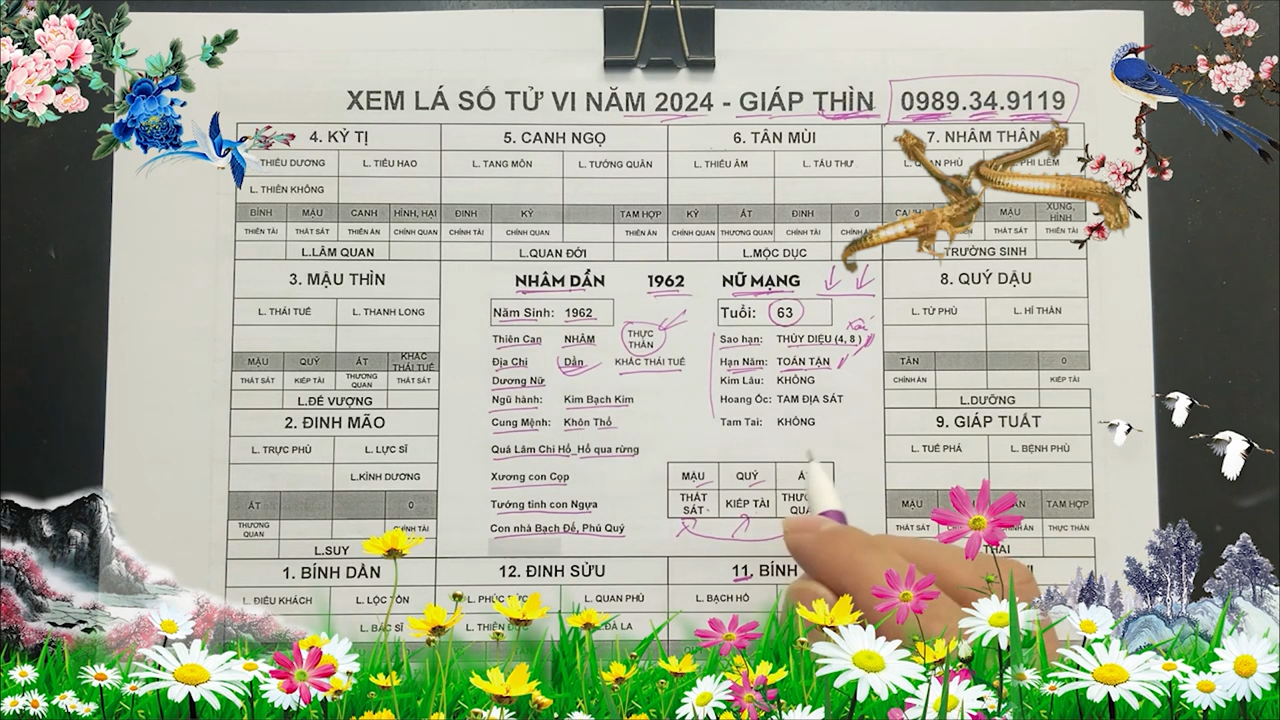 XEM LÁ SỐ TỬ VI NĂM 2024 - GIÁP THÌN 0989.34.9119
4. KỶ TỊ
5. CANH NGỌ
6. TÂN MÙI
7. NHÂM THÂN
THIẾU DƯƠNG L. TIÊU HAO
L. TANG MÔN L. TƯỚNG QUÂN
L. THIẾU ÂM L. TẤU THƯ
PHI LIÊM
L. THIÊN KHÔNG
BÍNH MẬU CANH HÌNH, HẠI
ĐINH KỶ TAM HỢP
KỶ ẤT ĐINH 0
MẬU XUNG, HÌNH
THIÊN TÀI THẤT SÁT THIÊN ẤN CHÍNH QUAN
CHÍNH TÀI CHÍNH QUAN THIÊN ẤN
CHÍNH QUAN THƯƠNG QUAN CHÍNH TÀI
THẤT SÁT THIÊN TÀI
L.LÂM QUAN
L.QUAN ĐỚI
L.MỘC DỤC
TRƯỜNG SINH
3. MẬU THÌN
L. THÁI TUẾ L. THANH LONG
MẬU QUÝ ẤT KHẮC THÁI TUẾ
THẤT SÁT KIẾP TÀI THƯƠNG QUAN THẤT SÁT
L.ĐẾ VƯỢNG
2. ĐINH MÃO
L. TRỰC PHÙ L. LỰC SĨ
L.KÌNH DƯƠNG
ẤT 0
THƯƠNG QUAN
L.SUY
NHÂM DẦN 1962 NỮ MẠNG
Năm Sinh: 1962
Tuổi: 63
Thiên Can NHÂM
THỰC THẦN
Địa Chi Dần KHẮC THÁI TUẾ
Dương Nữ
Ngũ hành: Kim Bạch Kim
Cung Mệnh: Khôn Thổ
Quá Lâm Chi Hổ_Hổ qua rừng
Xương con Cọp
Tướng tinh con Ngựa
Con nhà Bạch Đế, Phú Quý
Xấu
Sao hạn: THỦY DIỆU (4, 8 )
Hạn Năm: TOÁN TẬN
Kim Lâu: KHÔNG
Hoang Ốc: TAM ĐỊA SÁT
Tam Tai: KHÔNG
MẬU QUÝ
THẤT SÁT KIẾP TÀI
8. QUÝ DẬU
L. TỬ PHÙ L. HỈ THẦN
TÂN 0
CHÍNH ẤN KIẾP TÀI
L.DƯỠNG
9. GIÁP TUẤT
L. TUẾ PHÁ L. BỆNH PHÙ
MẬU TÂN TAM HỢP
THẤT SÁT THỰC THẦN
1. BÍNH DẦN
12. ĐINH SỬU
11. BÍNH
L. ĐIẾU KHÁCH L. LỘC TỒN
L. QUAN PHỦ
L. BẠCH HỔ
L. BÁC SĨ